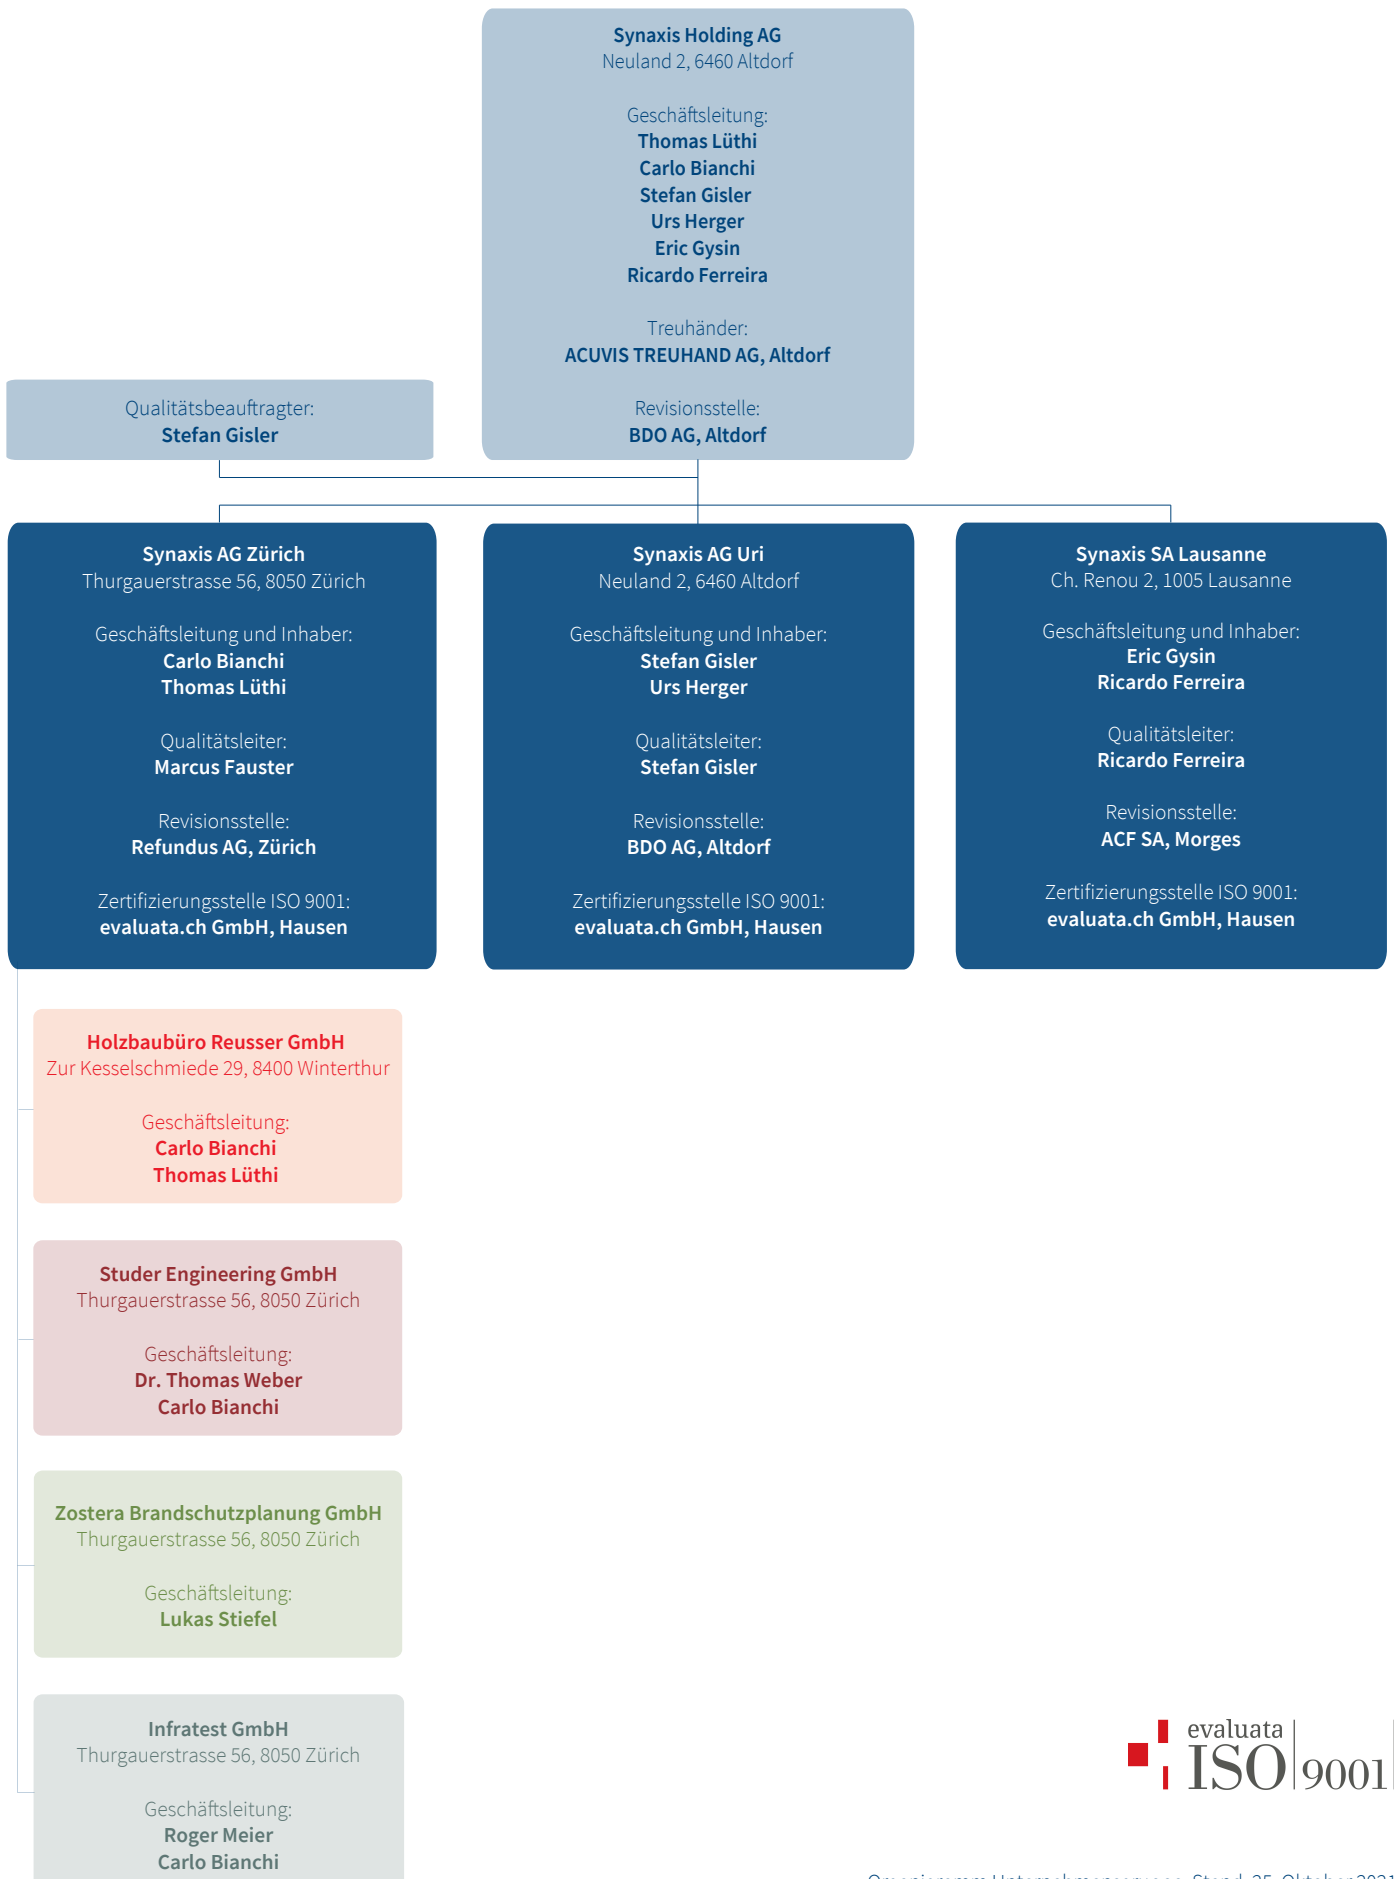 Synaxis Holding AG
Neuland 2, 6460 Altdorf
Geschäftsleitung:
Thomas Lüthi
Carlo Bianchi
Stefan Gisler
Urs Herger
Eric Gysin
Ricardo Ferreira
Treuhänder:
ACUVIS TREUHAND AG, Altdorf
Revisionsstelle:
BDO AG, Altdorf
Qualitätsbeauftragter:
Stefan Gisler
Synaxis AG Zürich
Thurgauerstrasse 56, 8050 Zürich
Geschäftsleitung und Inhaber:
Carlo Bianchi
Thomas Lüthi
Qualitätsleiter:
Marcus Fauster
Revisionsstelle:
Refundus AG, Zürich
Zertifizierungsstelle ISO 9001:
evaluata.ch GmbH, Hausen
Synaxis AG Uri
Neuland 2, 6460 Altdorf
Geschäftsleitung und Inhaber:
Stefan Gisler
Urs Herger
Qualitätsleiter:
Stefan Gisler
Revisionsstelle:
BDO AG, Altdorf
Zertifizierungsstelle ISO 9001:
evaluata.ch GmbH, Hausen
Synaxis SA Lausanne
Ch. Renou 2, 1005 Lausanne
Geschäftsleitung und Inhaber:
Eric Gysin
Ricardo Ferreira
Qualitätsleiter:
Ricardo Ferreira
Revisionsstelle:
ACF SA, Morges
Zertifizierungsstelle ISO 9001:
evaluata.ch GmbH, Hausen
Holzbaubüro Reusser GmbH
Zur Kesselschmiede 29, 8400 Winterthur
Geschäftsleitung:
Carlo Bianchi
Thomas Lüthi
Studer Engineering GmbH
Thurgauerstrasse 56, 8050 Zürich
Geschäftsleitung:
Dr. Thomas Weber
Carlo Bianchi
Zostera Brandschutzplanung GmbH
Thurgauerstrasse 56, 8050 Zürich
Geschäftsleitung:
Lukas Stiefel
Infratest GmbH
Thurgauerstrasse 56, 8050 Zürich
Geschäftsleitung:
Roger Meier
Carlo Bianchi
evaluata
ISO 9001
Organigramm Unternehmensgruppe, Stand 25. Oktober 2021